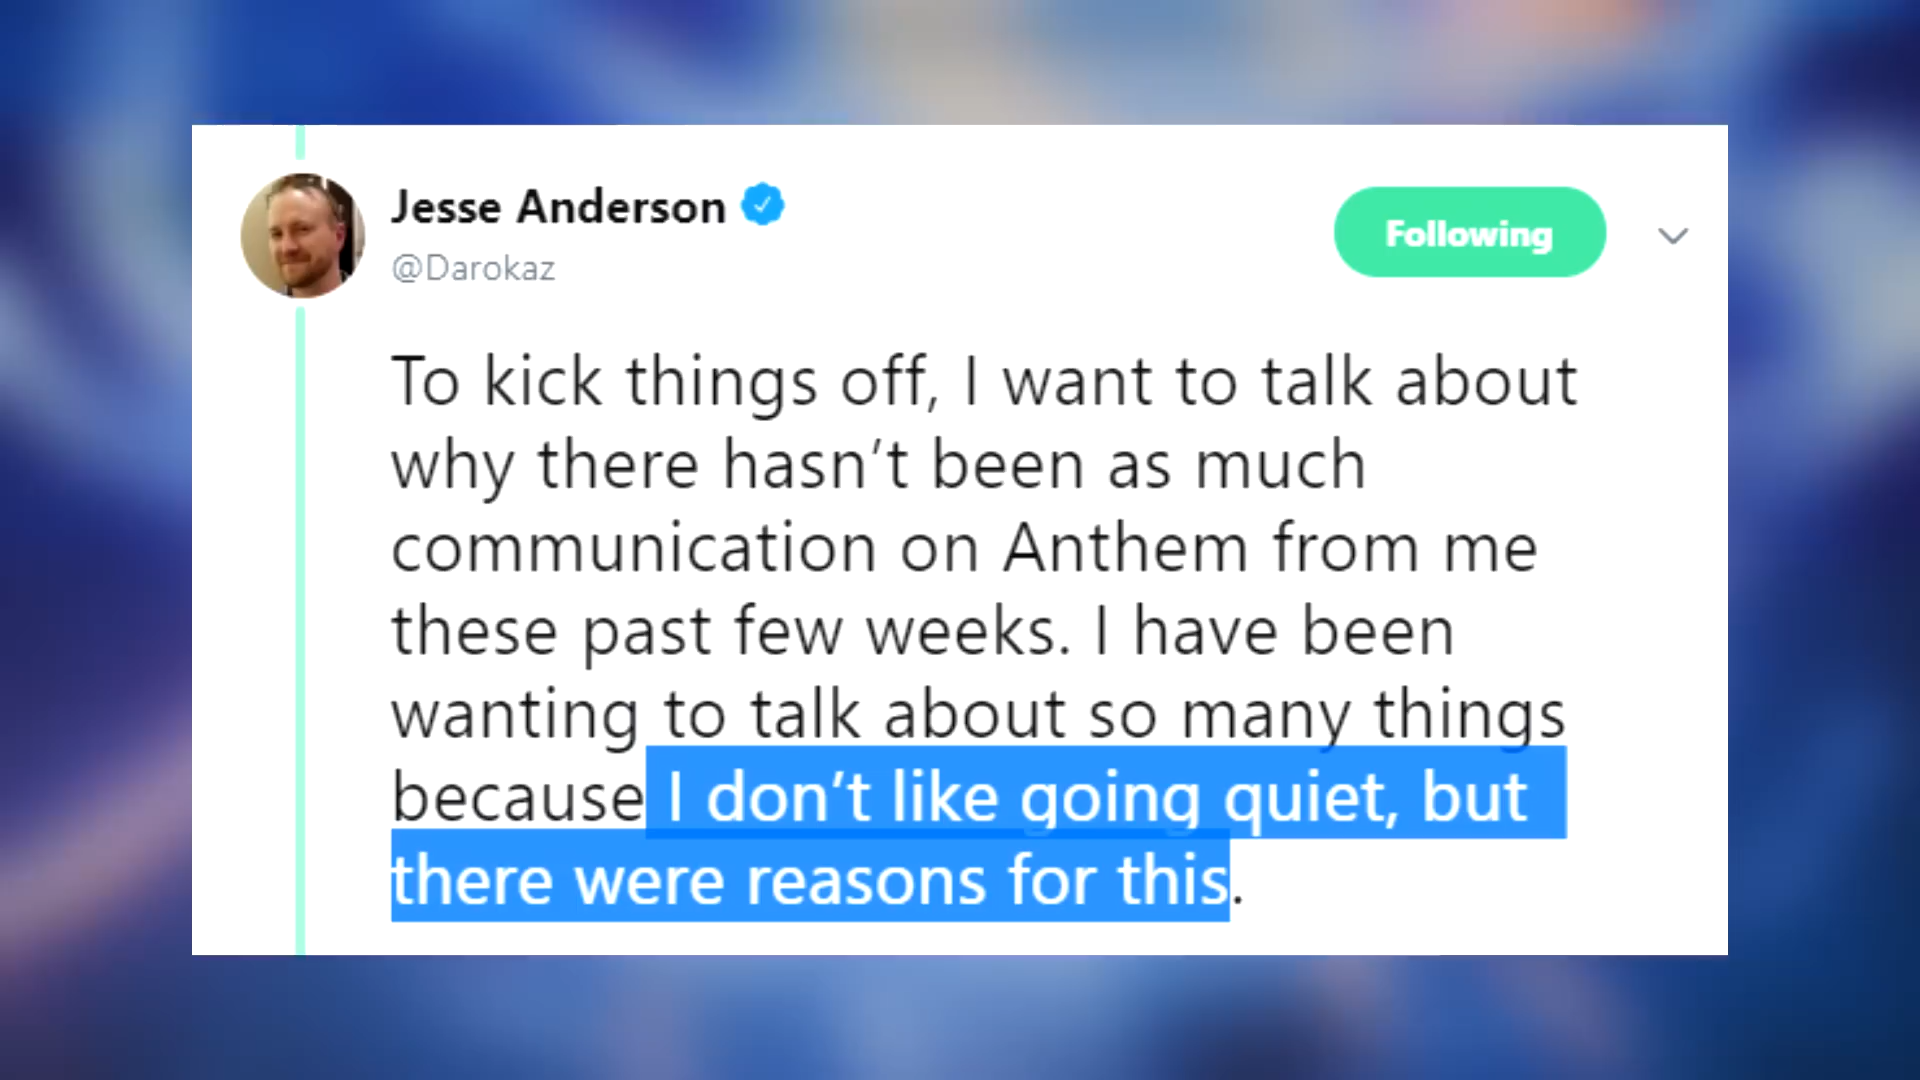 Jesse Anderson
@Darokaz
Following
To kick things off, I want to talk about
why there hasn’t been as much
communication on Anthem from me
these past few weeks. I have been
wanting to talk about so many things
because I don’t like going quiet, but
there were reasons for this.